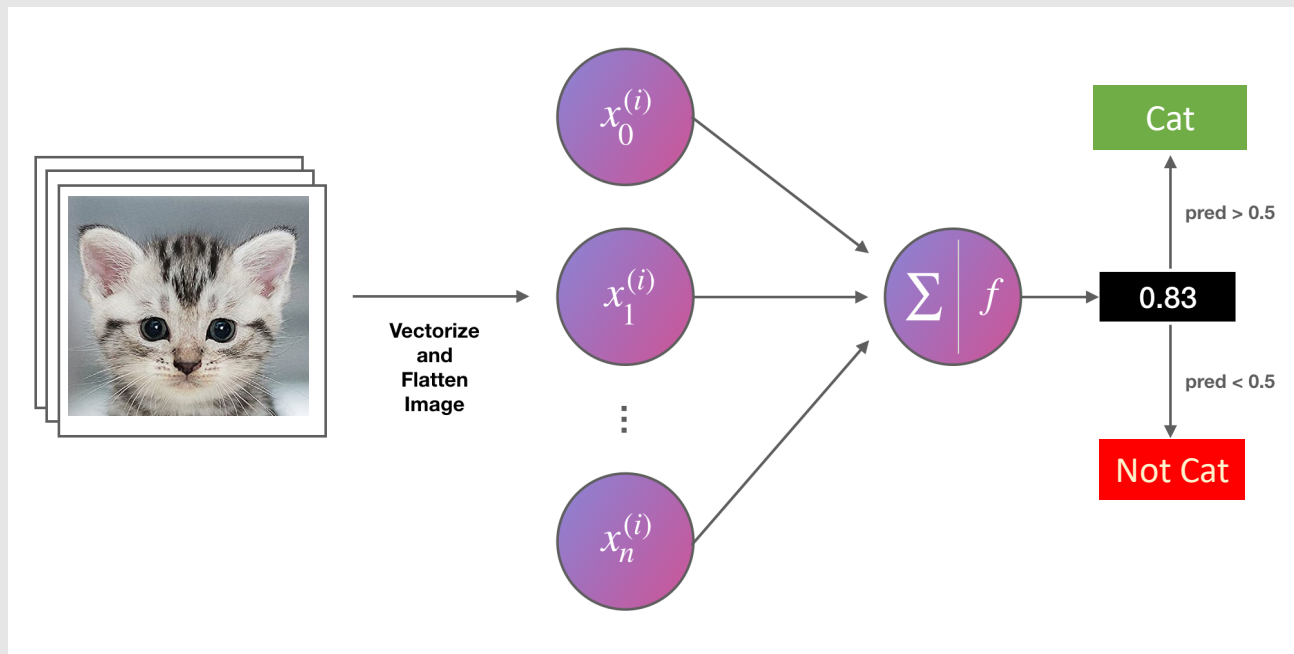 Vectorize
and
Flatten
Image
x₀⁽ⁱ⁾
x₁⁽ⁱ⁾
⋮
xₙ⁽ⁱ⁾
∑ | f
0.83
Cat
pred > 0.5
pred < 0.5
Not Cat